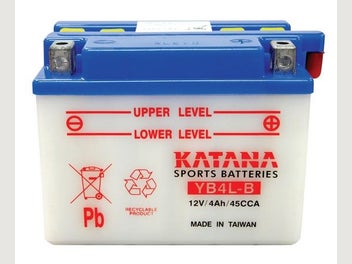 UPPER LEVEL
LOWER LEVEL
KATANA
SPORTS BATTERIES
YB4L-B
12V/4Ah/45CCA
RECYCLABLE
PRODUCT
Pb
MADE IN TAIWAN